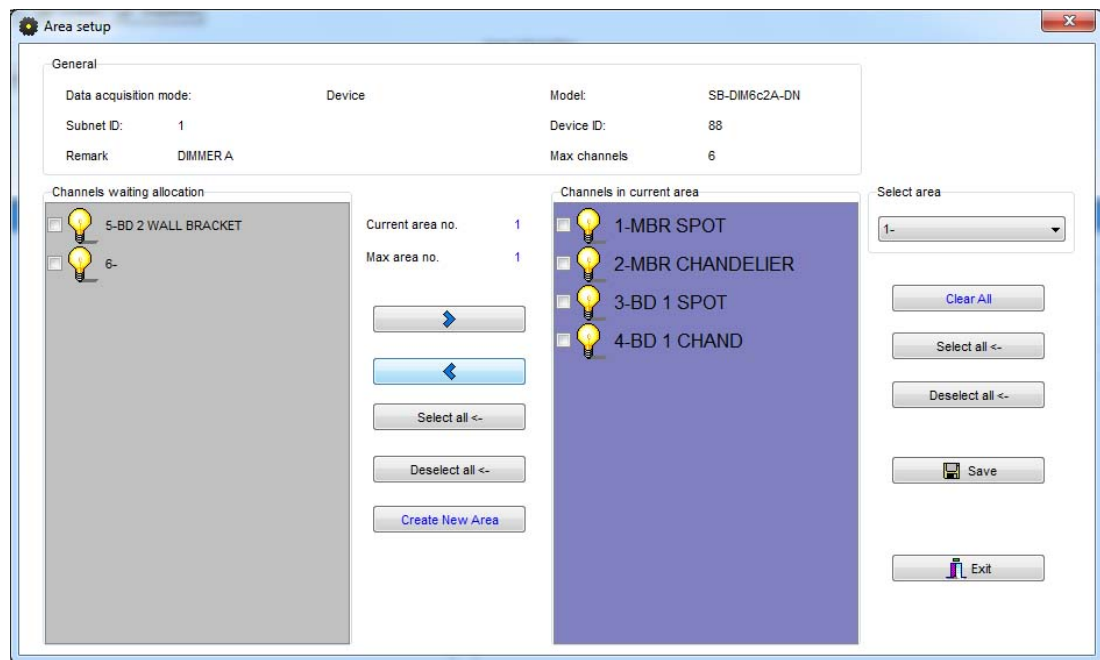 Area setup
General
Data acquisition mode: Device Model: SB-DIM6c2A-DN
Subnet ID: 1 Device ID: 88
Remark DIMMER A Max channels 6
Channels waiting allocation
5-BD 2 WALL BRACKET
6-
Current area no. 1
Max area no. 1
Select all <-
Deselect all <-
Create New Area
Channels in current area
1-MBR SPOT
2-MBR CHANDELIER
3-BD 1 SPOT
4-BD 1 CHAND
Select area
1-
Clear All
Select all <-
Deselect all <-
Save
Exit